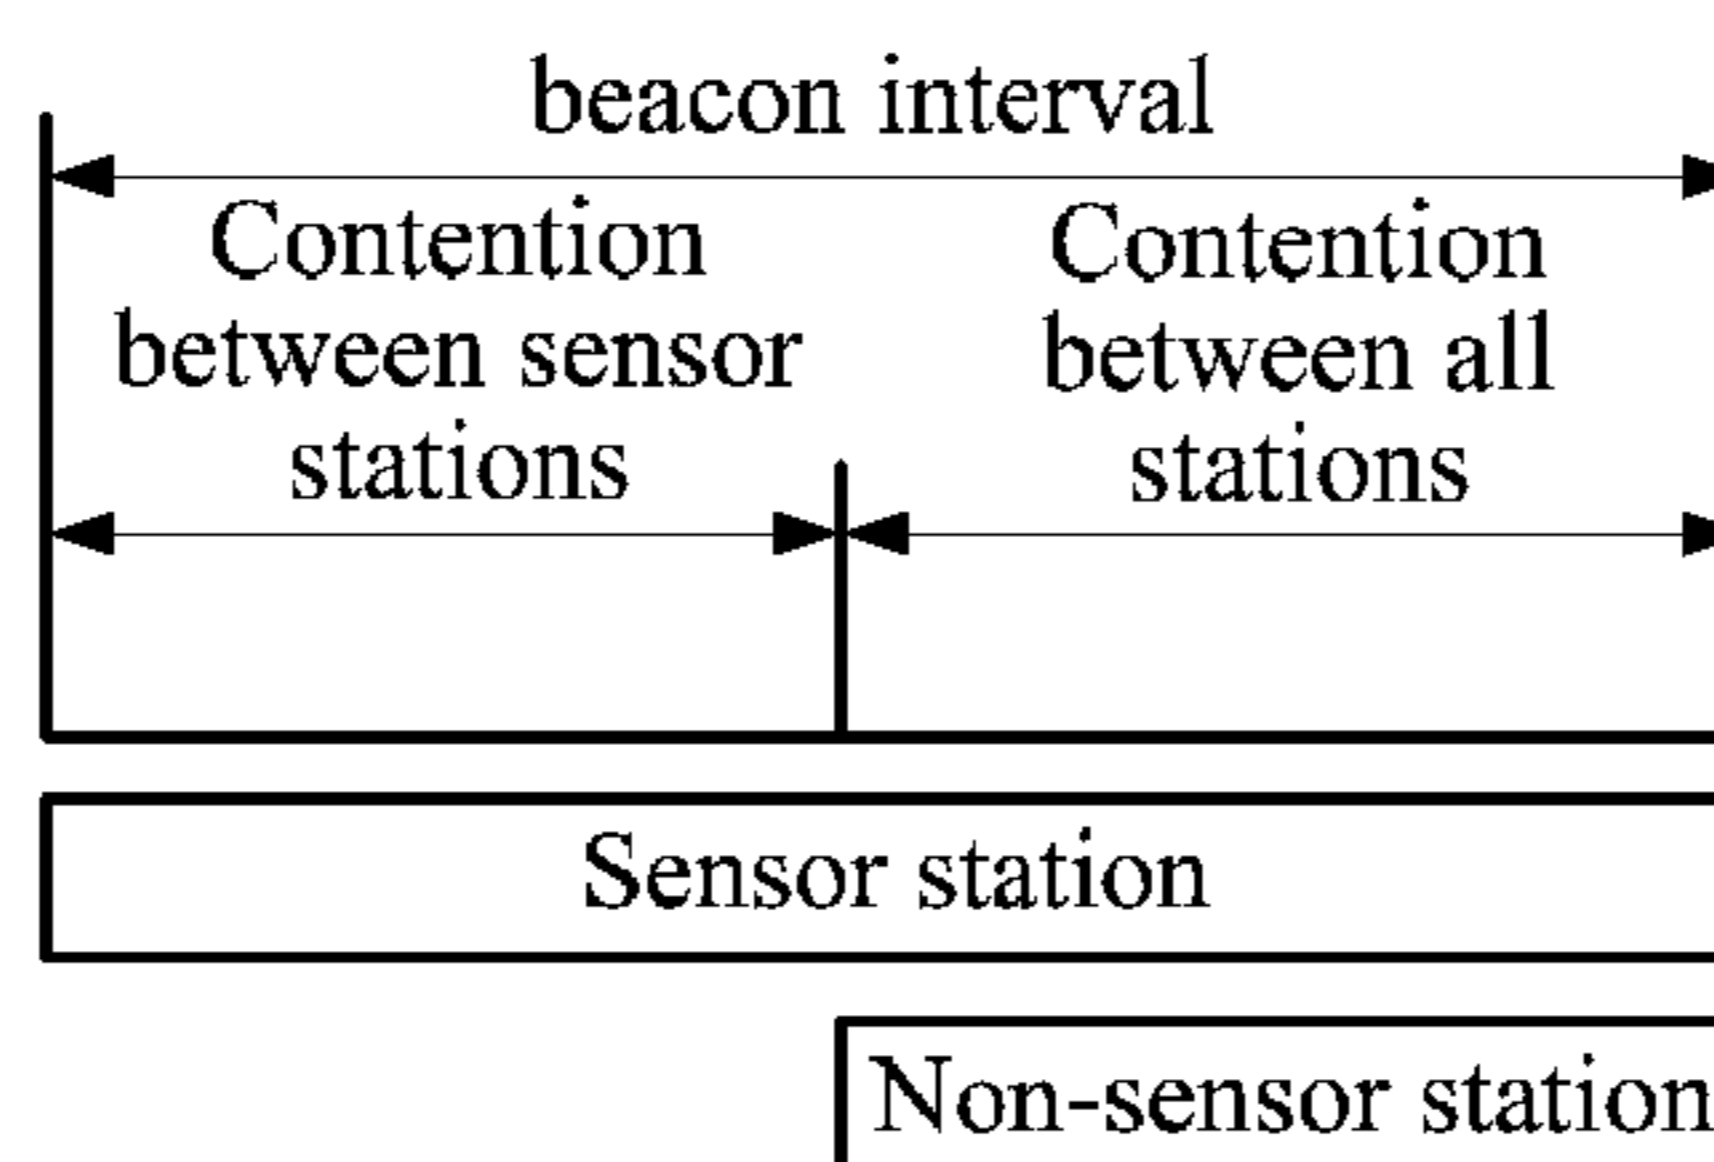 beacon interval
Contention
between sensor
stations
Contention
between all
stations
Sensor station
Non-sensor station